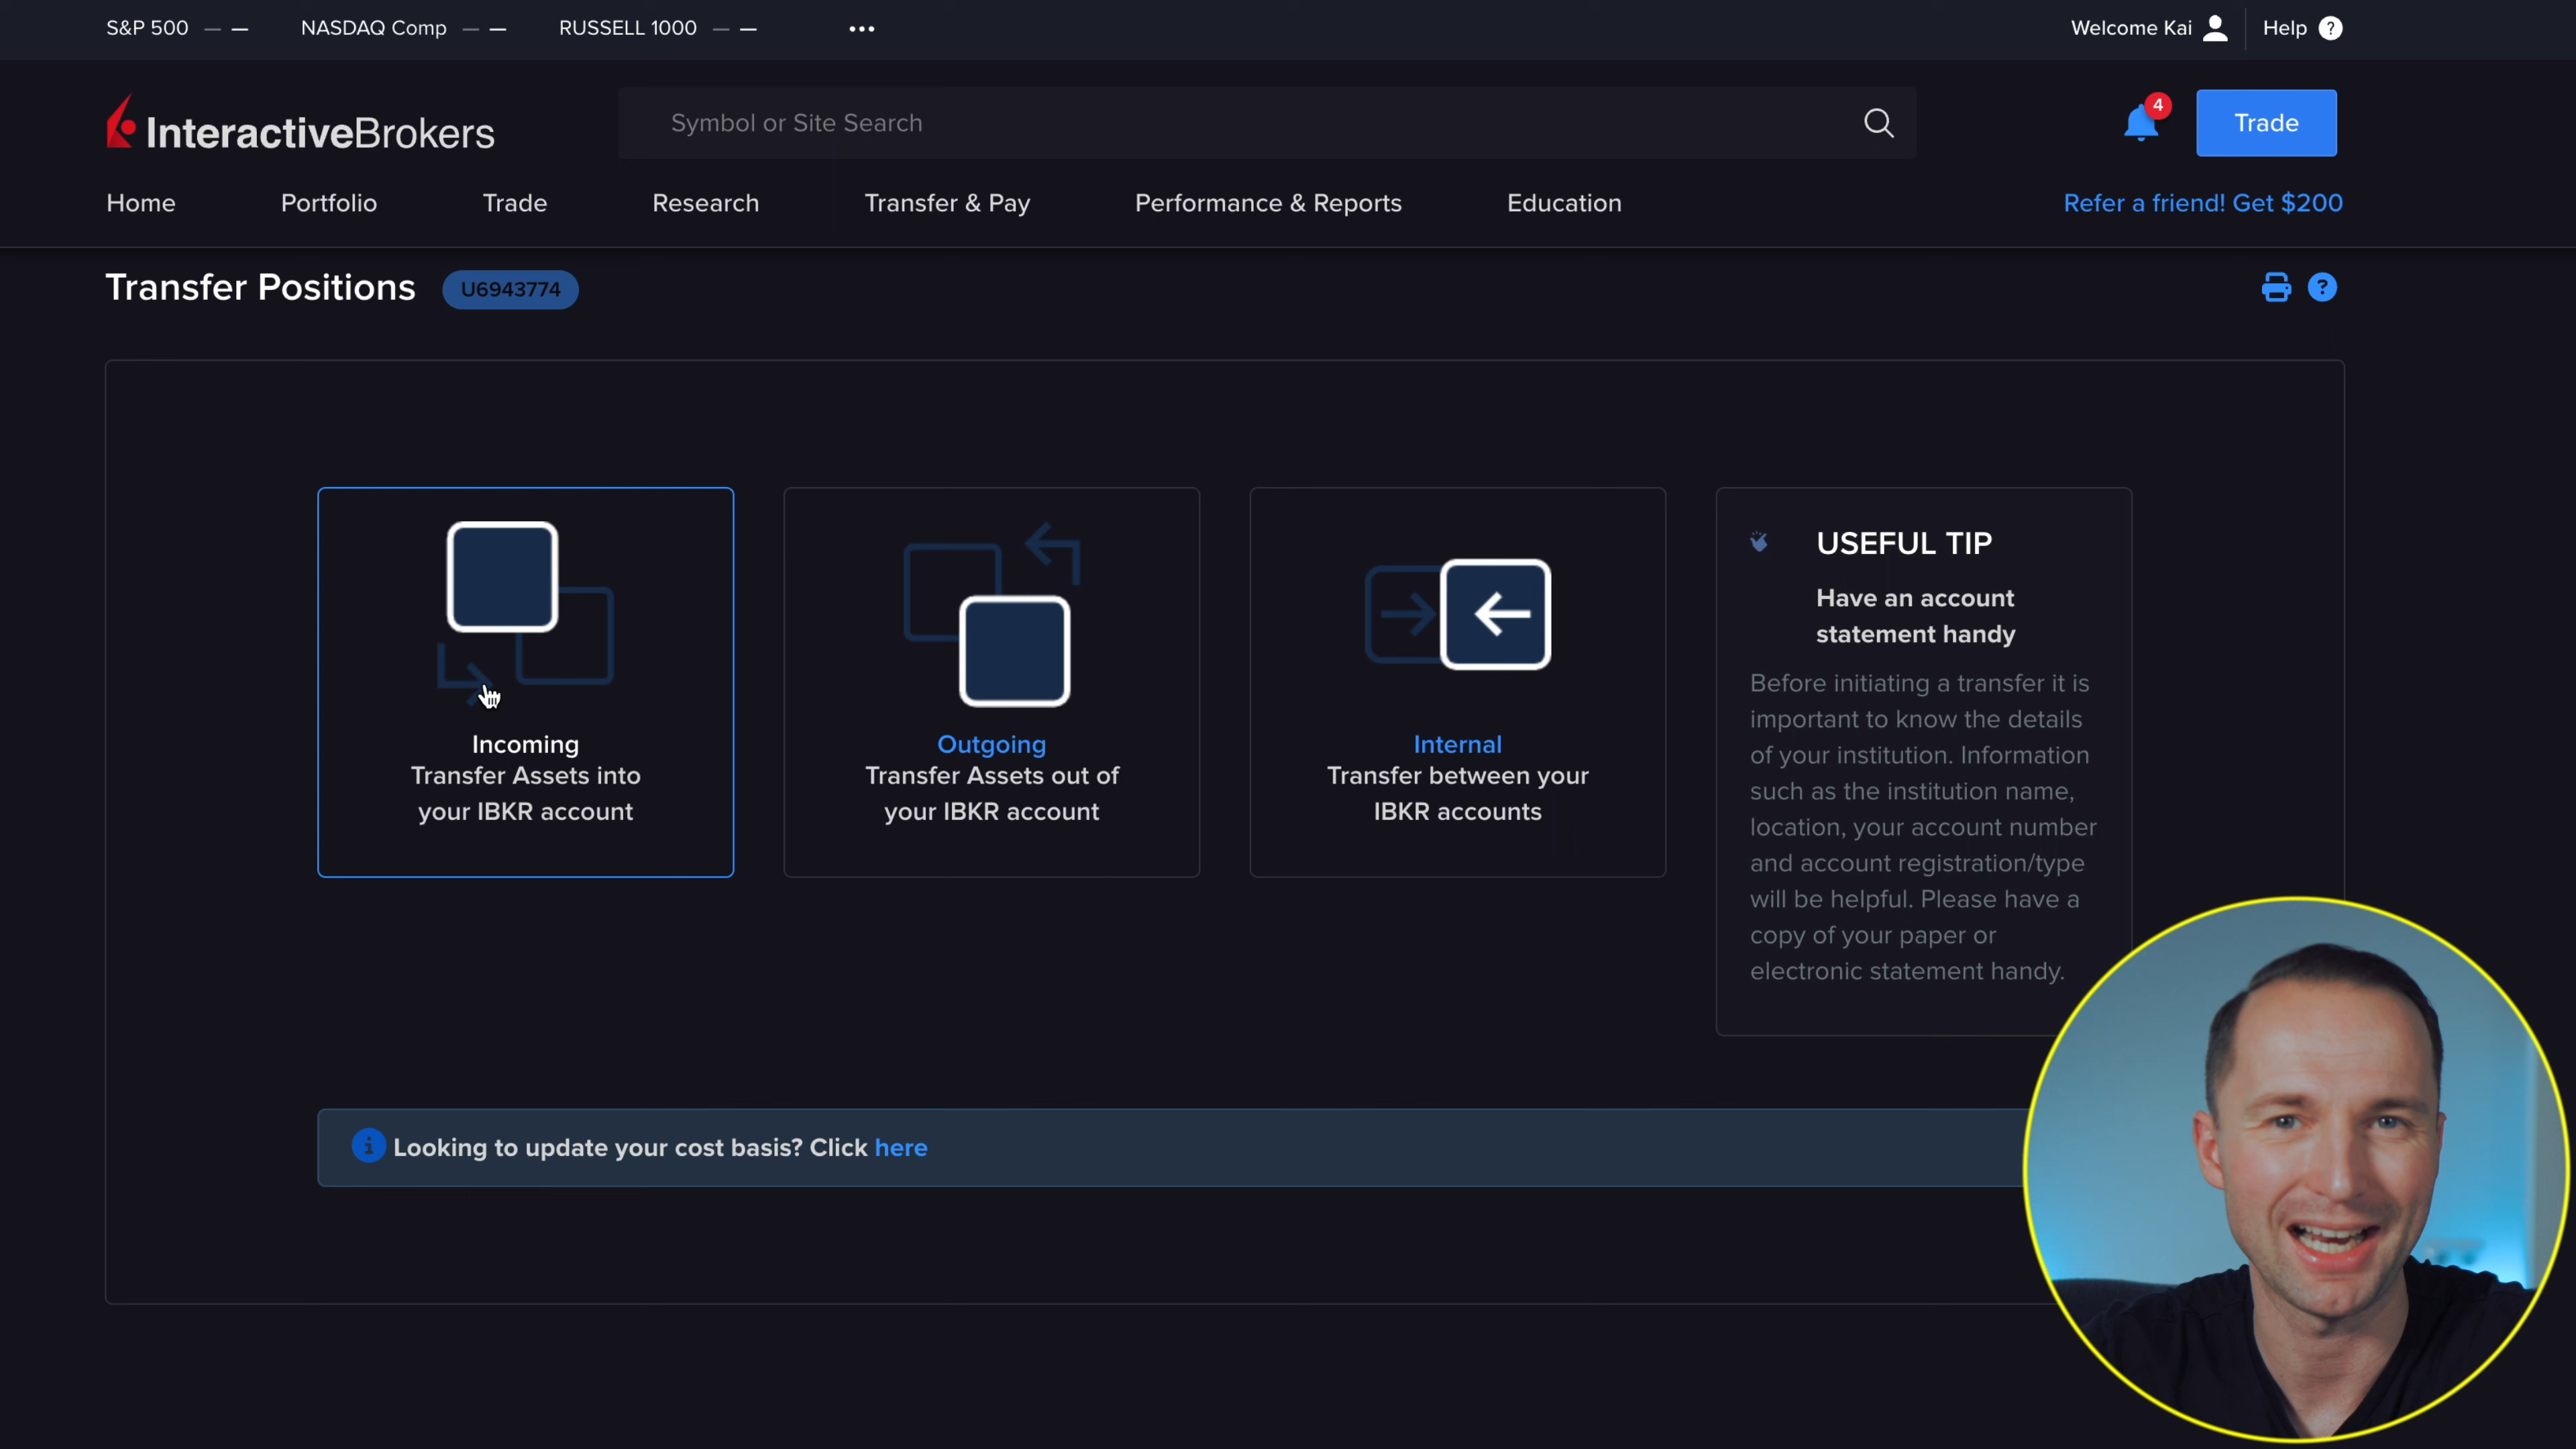 S&P 500 — —
NASDAQ Comp — —
RUSSELL 1000 — —
•••
Welcome Kai
Help ?
InteractiveBrokers
Symbol or Site Search
4
Trade
Home
Portfolio
Trade
Research
Transfer & Pay
Performance & Reports
Education
Refer a friend! Get $200
Transfer Positions
U6943774
?
Incoming
Transfer Assets into
your IBKR account
Outgoing
Transfer Assets out of
your IBKR account
Internal
Transfer between your
IBKR accounts
USEFUL TIP
Have an account
statement handy
Before initiating a transfer it is
important to know the details
of your institution. Information
such as the institution name,
location, your account number
and account registration/type
will be helpful. Please have a
copy of your paper or
electronic statement handy.
i Looking to update your cost basis? Click here